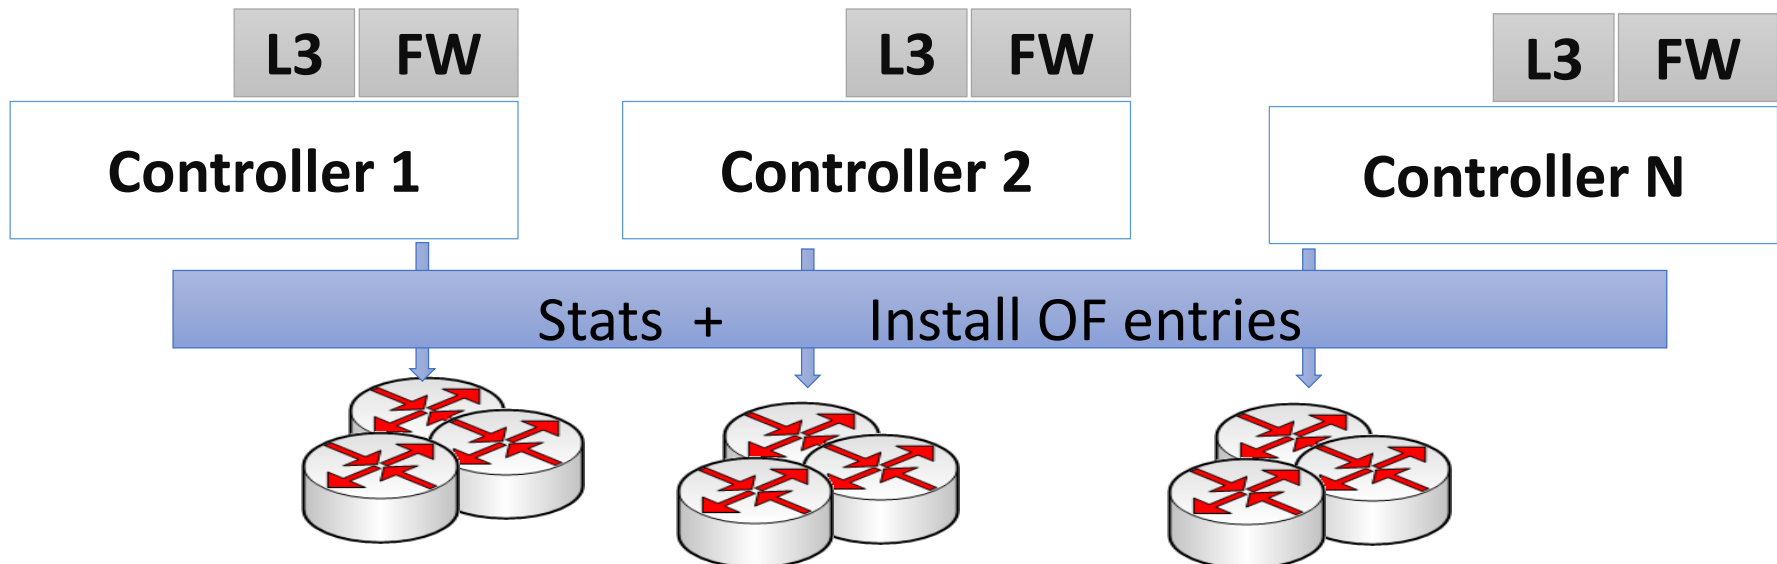 L3 FW L3 FW L3 FW
Controller 1 Controller 2 Controller N
Stats + Install OF entries